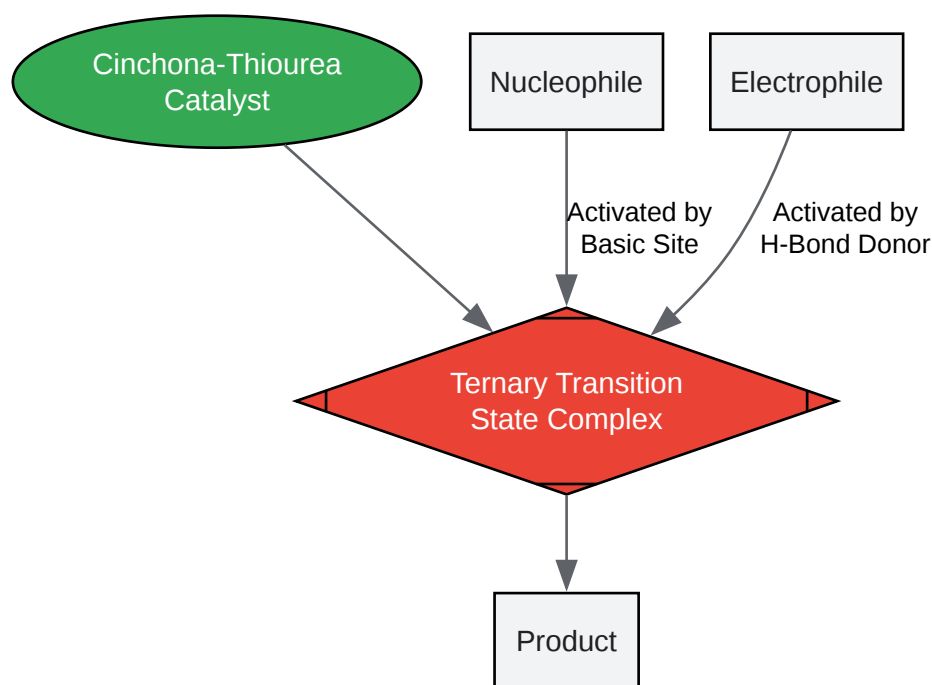 Cinchona-Thiourea
Catalyst
Nucleophile
Electrophile
Activated by
Basic Site
Activated by
H-Bond Donor
Ternary Transition
State Complex
Product